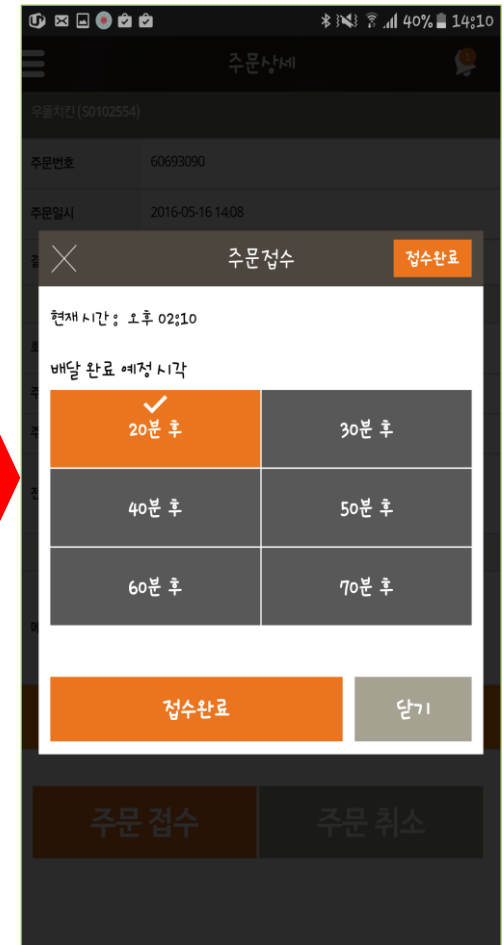 40% 14:10
주문상세
우돌치킨 (S0102554)
주문번호 60693090
주문일시 2016-05-16 14:08
주문접수 접수완료
현재시간 : 오후 02:10
배달 완료 예정시각
20분 후 30분 후
40분 후 50분 후
60분 후 70분 후
접수완료 닫기
주문 접수 주문 취소